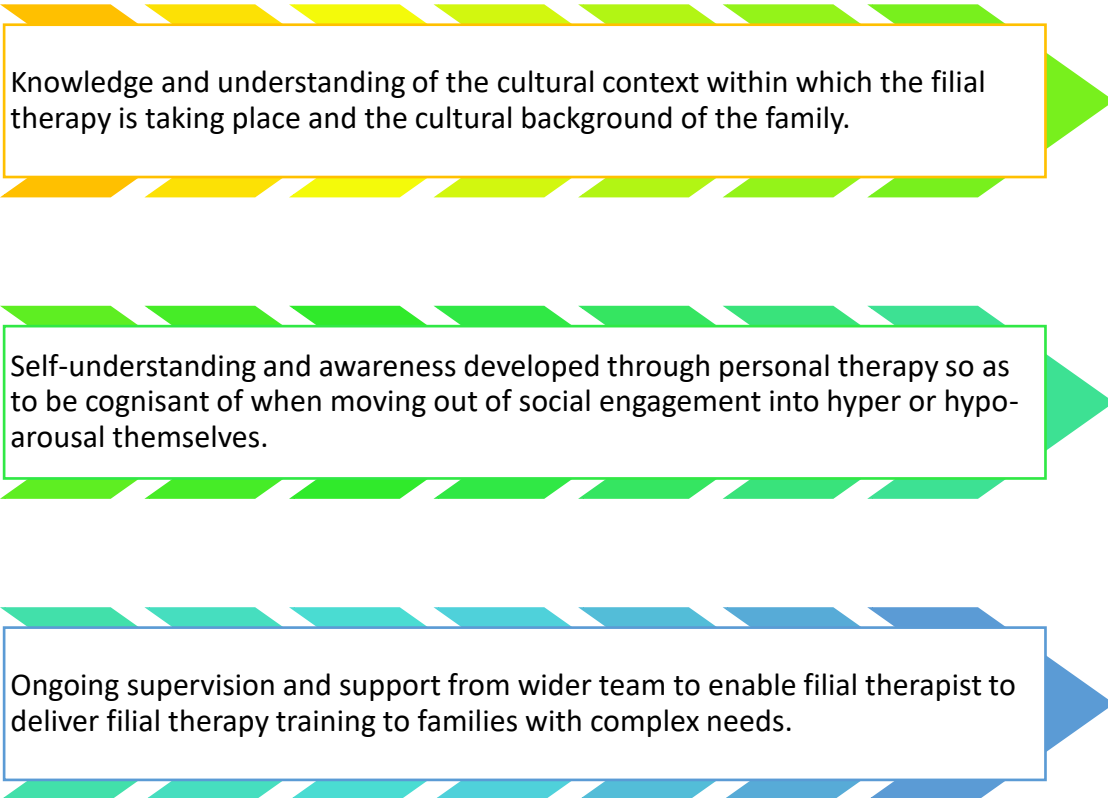 Knowledge and understanding of the cultural context within which the filial
therapy is taking place and the cultural background of the family.
Self-understanding and awareness developed through personal therapy so as
to be cognisant of when moving out of social engagement into hyper or hypo-
arousal themselves.
Ongoing supervision and support from wider team to enable filial therapist to
deliver filial therapy training to families with complex needs.